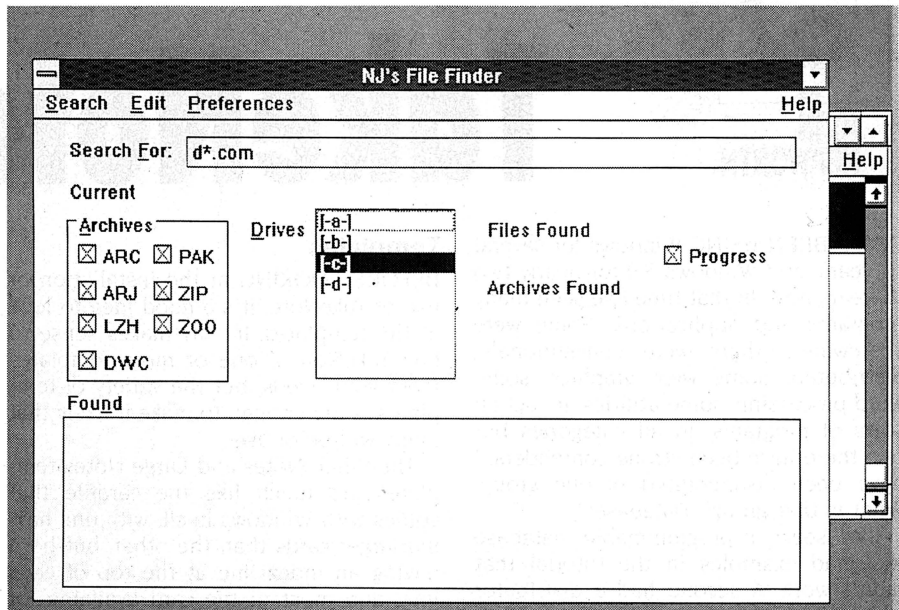 NJ's File Finder
Search Edit Preferences Help
Search For: d*.com
Help
Current
Archives
ARC PAK
ARJ ZIP
LZH ZOO
DWC
Drives
[-a-]
[-b-]
[-c-]
[-d-]
Files Found
Archives Found
Progress
Found